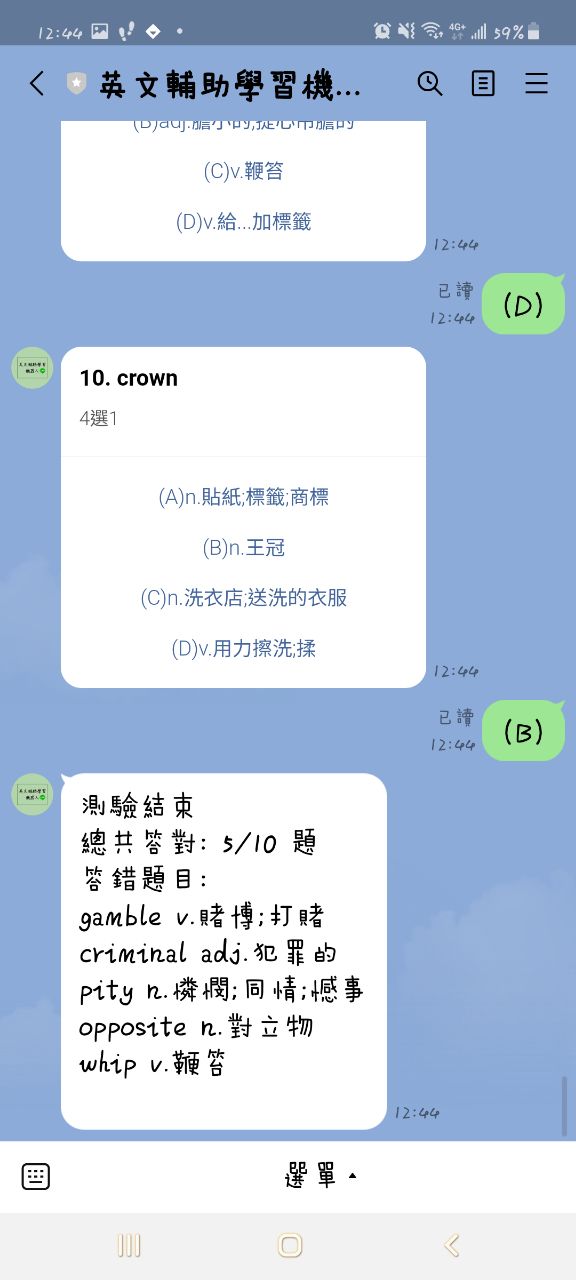 12:44
4G+
59%
英文輔助學習機...
(B)adj.膽小的;提心吊膽的
(C)v.鞭笞
(D)v.給...加標籤
12:44
已讀
12:44
(D)
10. crown
4選1
(A)n.貼紙;標籤;商標
(B)n.王冠
(C)n.洗衣店;送洗的衣服
(D)v.用力擦洗;揉
12:44
已讀
12:44
(B)
測驗結束
總共答對: 5/10 題
答錯題目:
gamble v.賭博;打賭
criminal adj.犯罪的
pity n.憐憫;同情;憾事
opposite n.對立物
whip v.鞭笞
12:44
選單